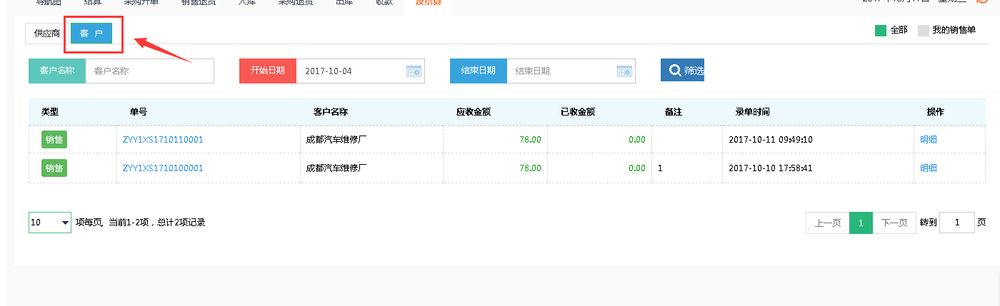 导航图 结算 采购开单 销售退货 入库 采购退货 出库 收款 反结算
供应商 客 户 全部 我的销售单
客户名称 客户名称 开始日期 2017-10-04 结束日期 结束日期 筛选
类型 单号 客户名称 应收金额 已收金额 备注 录单时间 操作
销售 ZYY1XS1710110001 成都汽车维修厂 78.00 0.00 2017-10-11 09:49:10 明细
销售 ZYY1XS1710100001 成都汽车维修厂 78.00 0.00 1 2017-10-10 17:58:41 明细
10 项每页, 当前1-2项，总计2项记录 上一页 1 下一页 转到 1 页